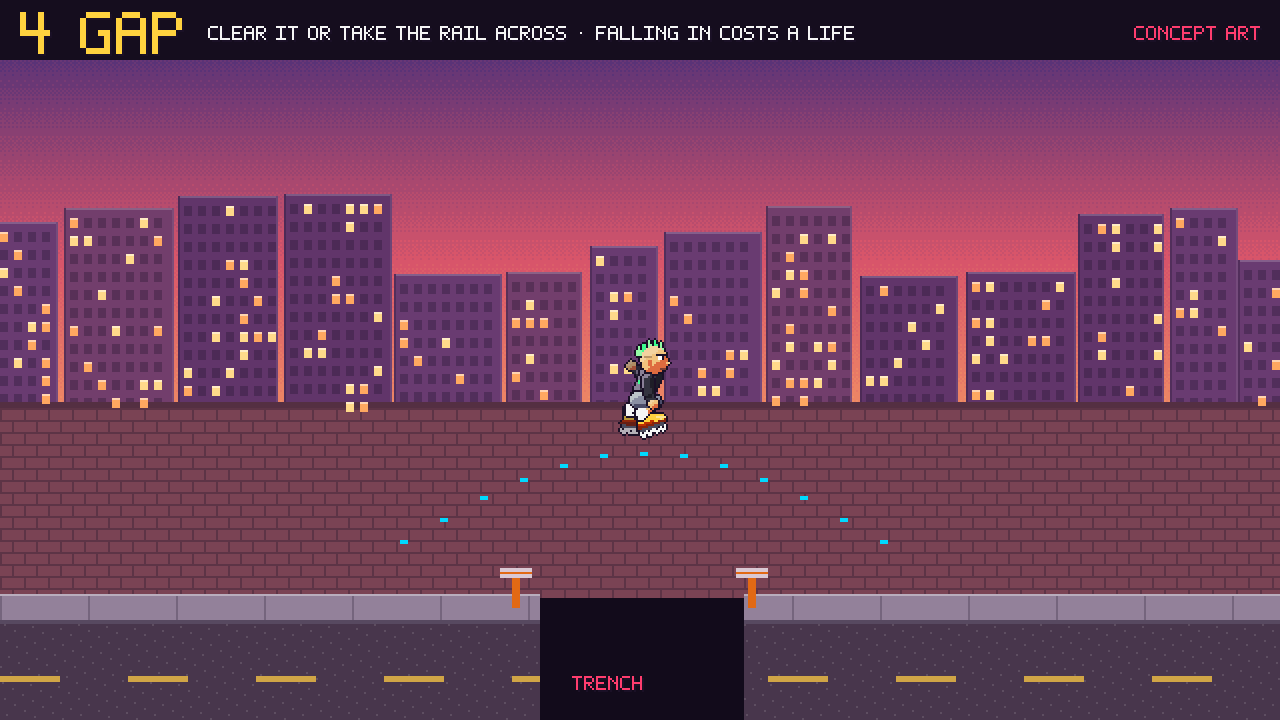 4 GAP
CLEAR IT OR TAKE THE RAIL ACROSS · FALLING IN COSTS A LIFE
CONCEPT ART
TRENCH